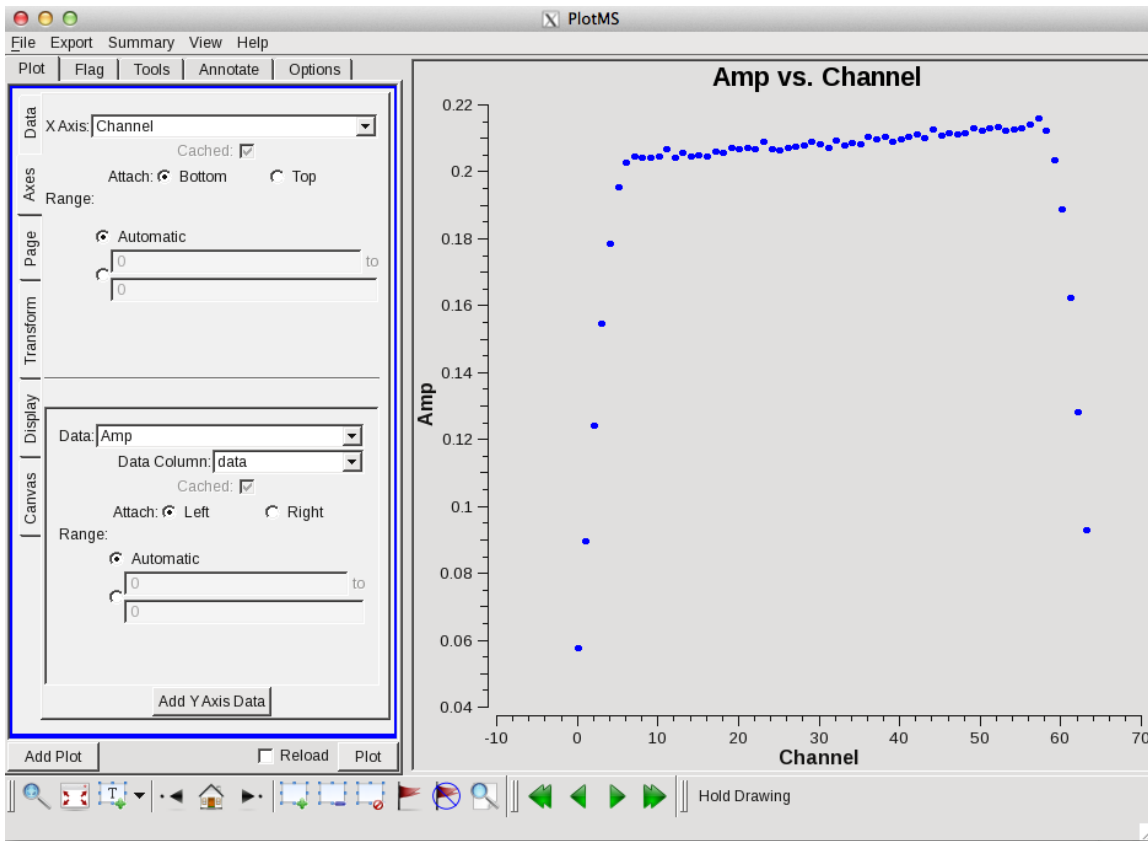 PlotMS
File Export Summary View Help
Plot Flag Tools Annotate Options
Data
Axes
Page
Transform
Display
Canvas
X Axis: Channel
Cached:
Attach: Bottom Top
Range:
Automatic
0 to
0
Data: Amp
Data Column: data
Cached:
Attach: Left Right
Range:
Automatic
0 to
0
Add Y Axis Data
Add Plot Reload Plot
Amp vs. Channel
Amp
0.22
0.2
0.18
0.16
0.14
0.12
0.1
0.08
0.06
0.04
-10 0 10 20 30 40 50 60 70
Channel
T
Hold Drawing